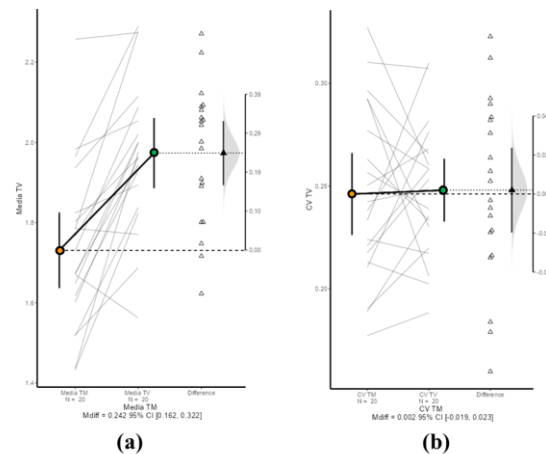 Media TV
2.2
2.0
1.8
1.6
1.4
0.39
0.29
0.19
0.10
0.00
Media TM
N = 20
Media TV
N = 20
Difference
Media TM
Mdiff = 0.242 95% CI [0.162, 0.322]
(a)
CV TV
0.30
0.25
0.20
CV TM
N = 20
CV TV
N = 20
Difference
CV TM
Mdiff = 0.002 95% CI [-0.019, 0.023]
(b)